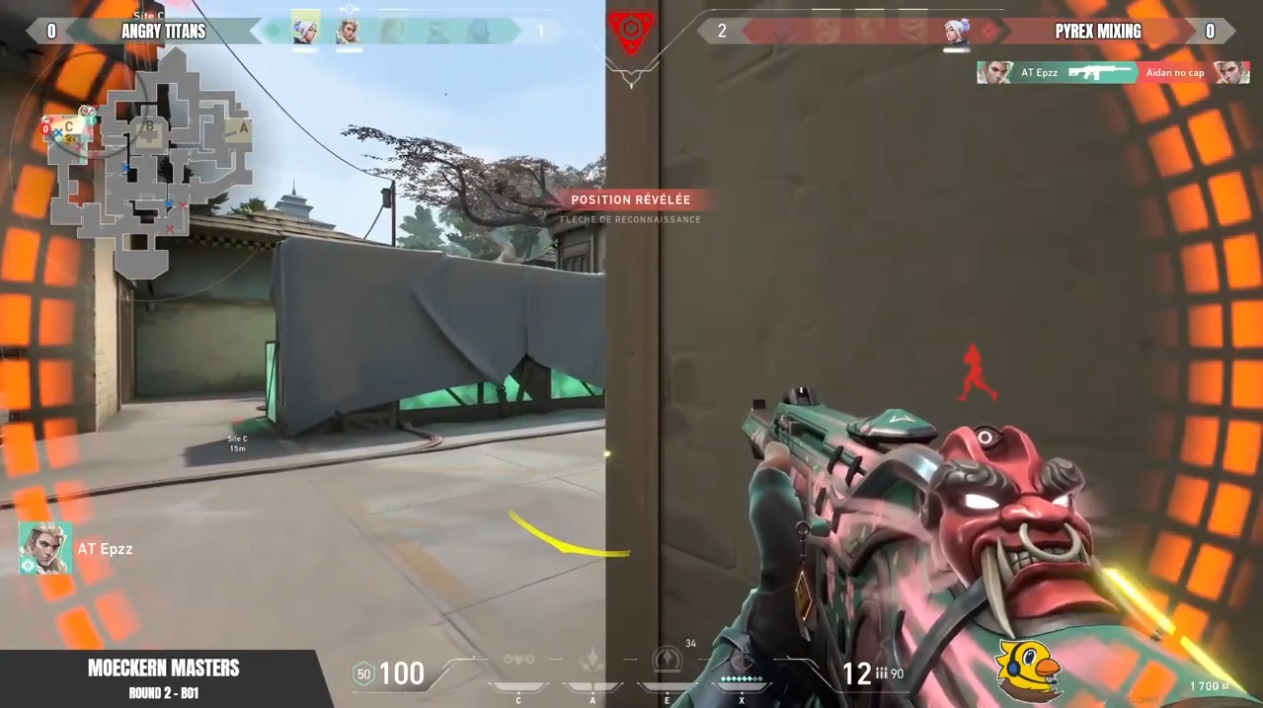 Site C
0
ANGRY TITANS
1
2
PYREX MIXING
0
AT Epzz
Aidan no cap
C
B
A
POSITION RÉVÉLÉE
FLÈCHE DE RECONNAISSANCE
Site C
15m
AT Epzz
34
MOECKERN MASTERS
ROUND 2 - BO1
50
100
12
90
1 700
C
A
E
X